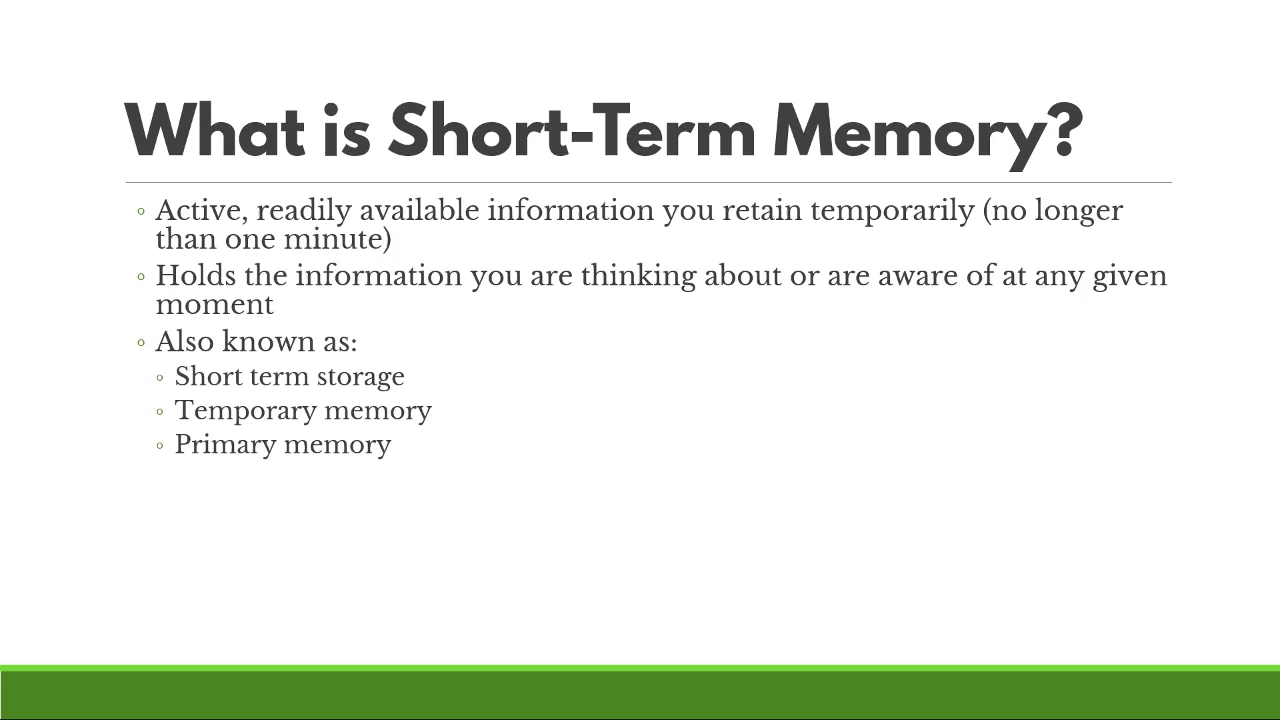 What is Short-Term Memory?
◦ Active, readily available information you retain temporarily (no longer
than one minute)
◦ Holds the information you are thinking about or are aware of at any given
moment
◦ Also known as:
◦ Short term storage
◦ Temporary memory
◦ Primary memory